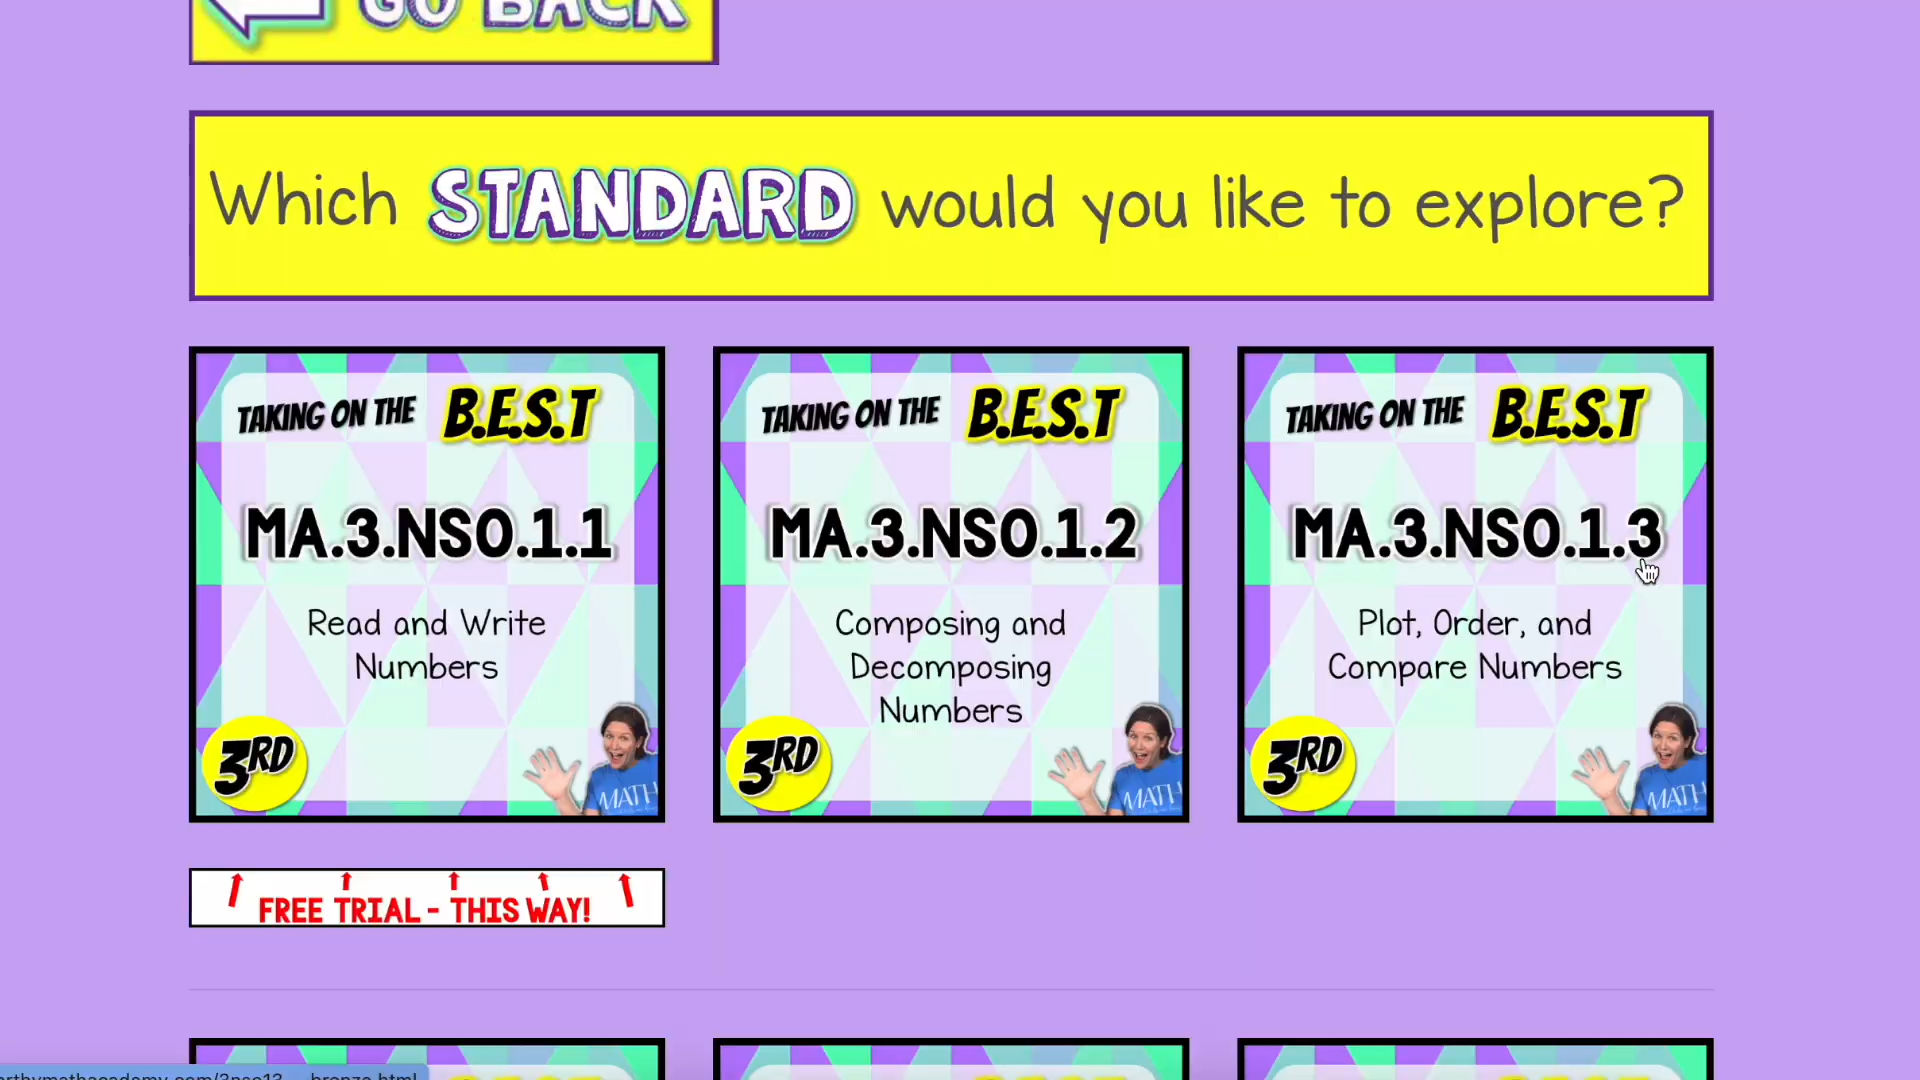 GO BACK
Which STANDARD would you like to explore?
TAKING ON THE B.E.S.T
MA.3.NSO.1.1
Read and Write
Numbers
3RD
MATH
TAKING ON THE B.E.S.T
MA.3.NSO.1.2
Composing and
Decomposing
Numbers
3RD
MATH
TAKING ON THE B.E.S.T
MA.3.NSO.1.3
Plot, Order, and
Compare Numbers
3RD
MATH
FREE TRIAL - THIS WAY!